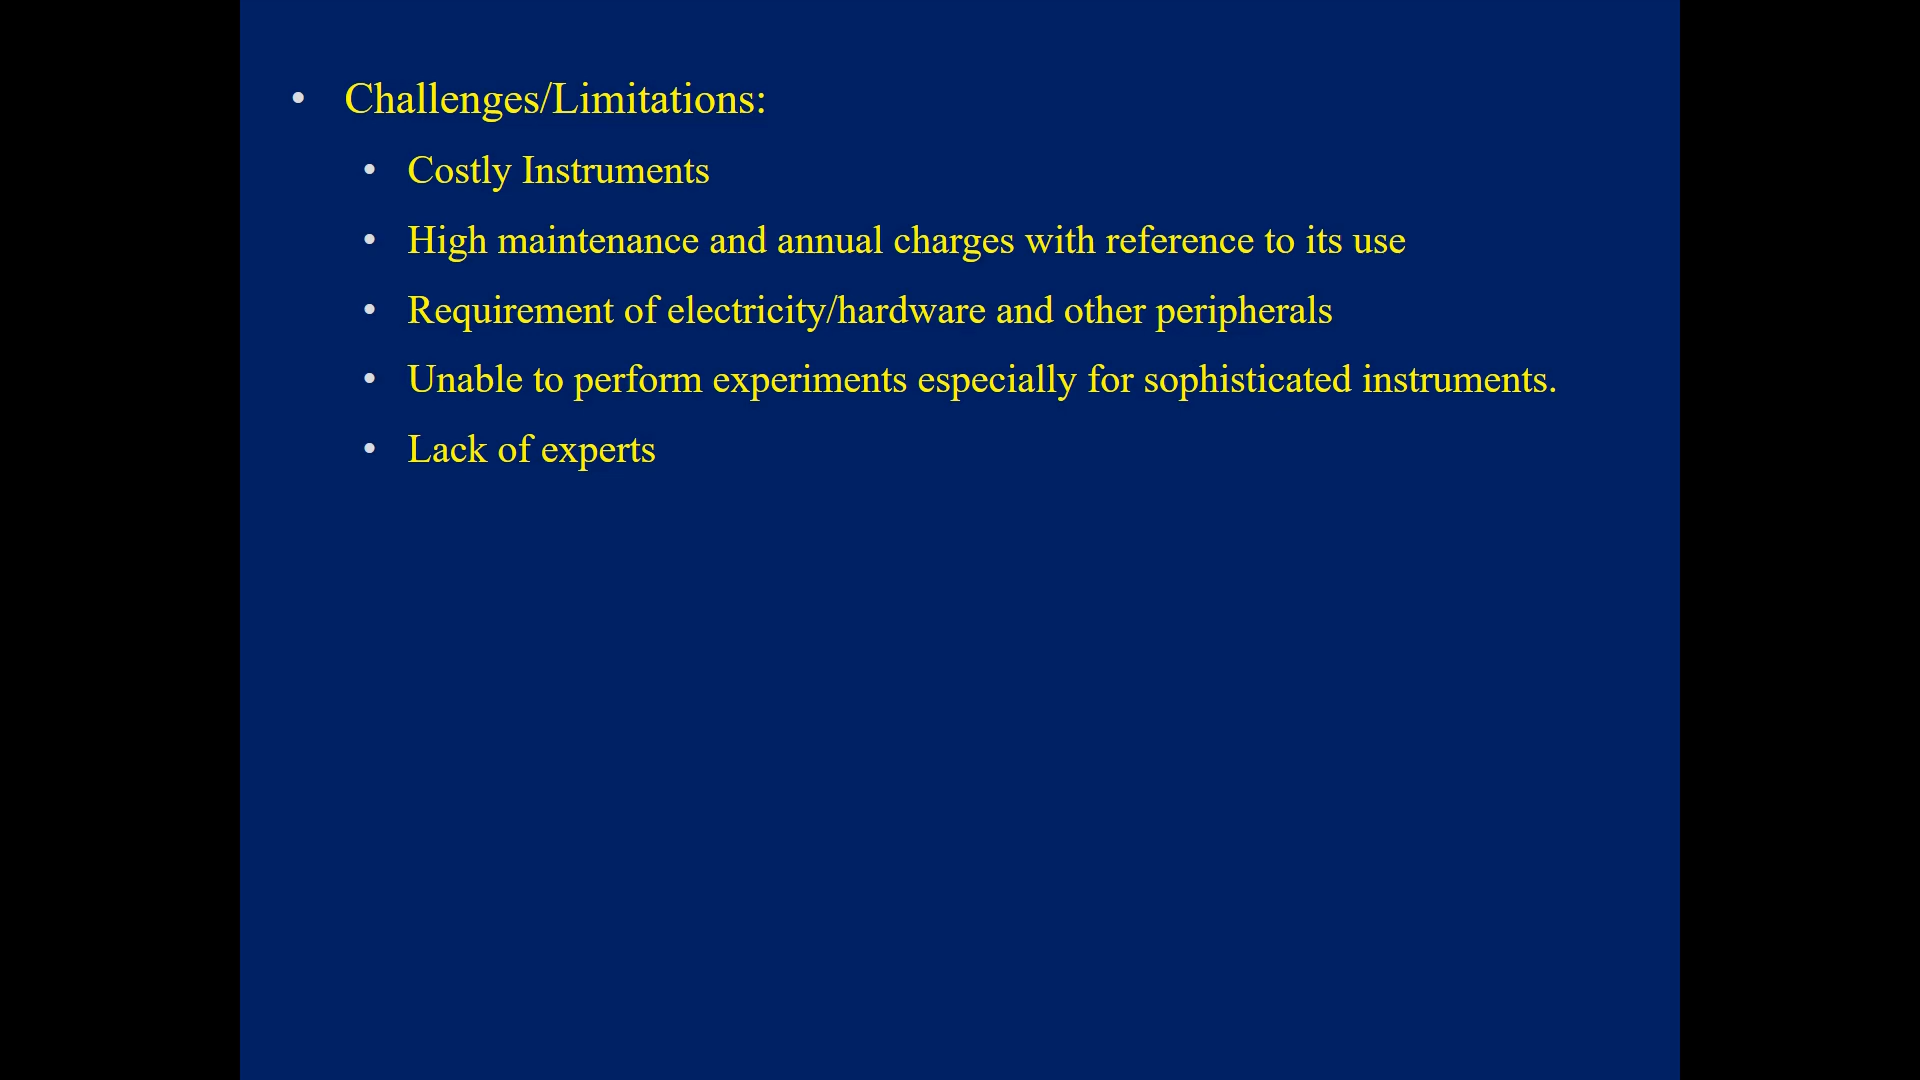 • Challenges/Limitations:
• Costly Instruments
• High maintenance and annual charges with reference to its use
• Requirement of electricity/hardware and other peripherals
• Unable to perform experiments especially for sophisticated instruments.
• Lack of experts